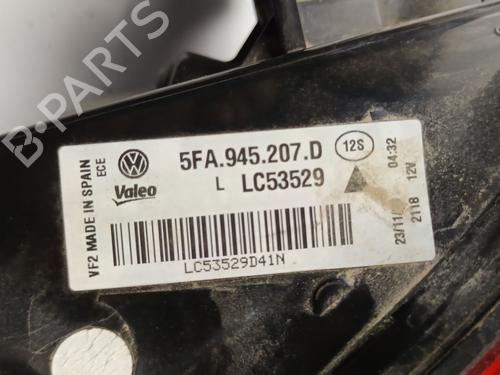 5FA.945.207.D
12S
Valeo
L LC53529
LC53529D41N
VF2 MADE IN SPAIN
ECE
04:32
2118 12V
23/11/
B-PARTS